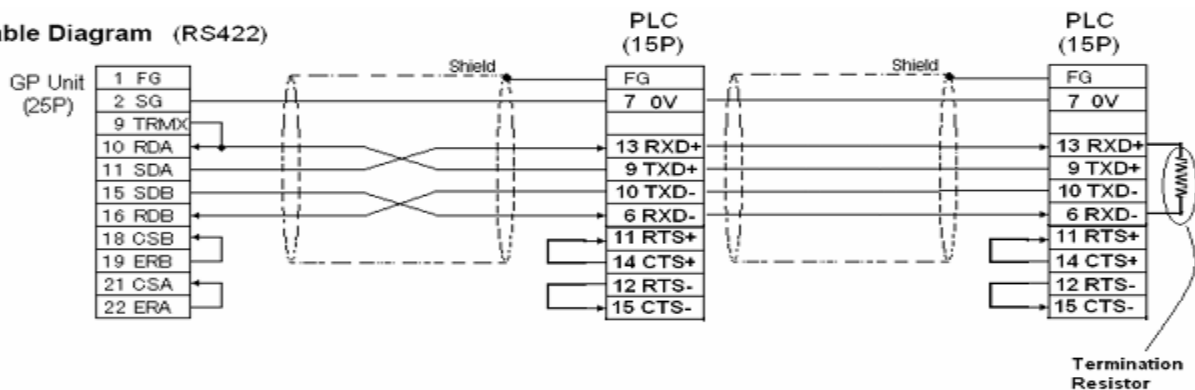 ble Diagram (RS422)
GP Unit
(25P)
1 FG
2 SG
9 TRMX
10 RDA
11 SDA
15 SDB
16 RDB
18 CSB
19 ERB
21 CSA
22 ERA
Shield
PLC
(15P)
FG
7 0V
13 RXD+
9 TXD+
10 TXD-
6 RXD-
11 RTS+
14 CTS+
12 RTS-
15 CTS-
Shield
PLC
(15P)
FG
7 0V
13 RXD+
9 TXD+
10 TXD-
6 RXD-
11 RTS+
14 CTS+
12 RTS-
15 CTS-
Termination
Resistor